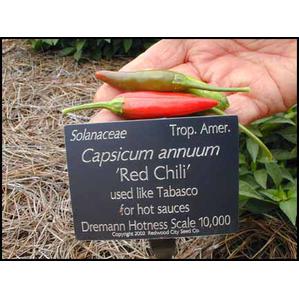 Solanaceae Trop. Amer.
Capsicum annuum
'Red Chili'
used like Tabasco
for hot sauces
Dremann Hotness Scale 10,000
Copyright 2002 Redwood City Seed Co.